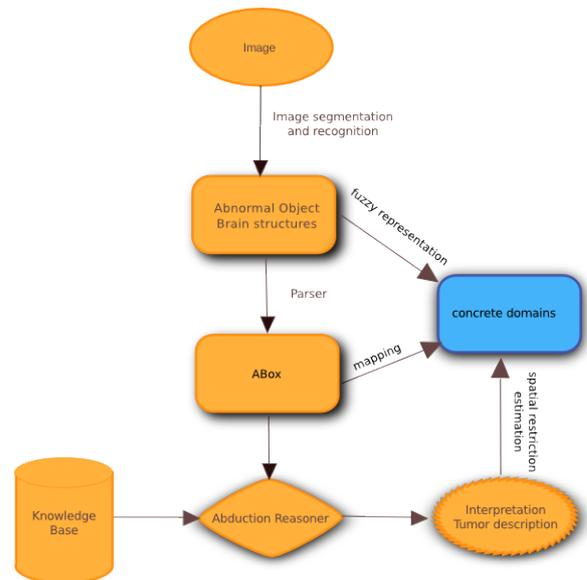 Image
Image segmentation
and recognition
Abnormal Object
Brain structures
fuzzy representation
Parser
concrete domains
ABox
mapping
spatial restriction
estimation
Knowledge
Base
Abduction Reasoner
Interpretation
Tumor description